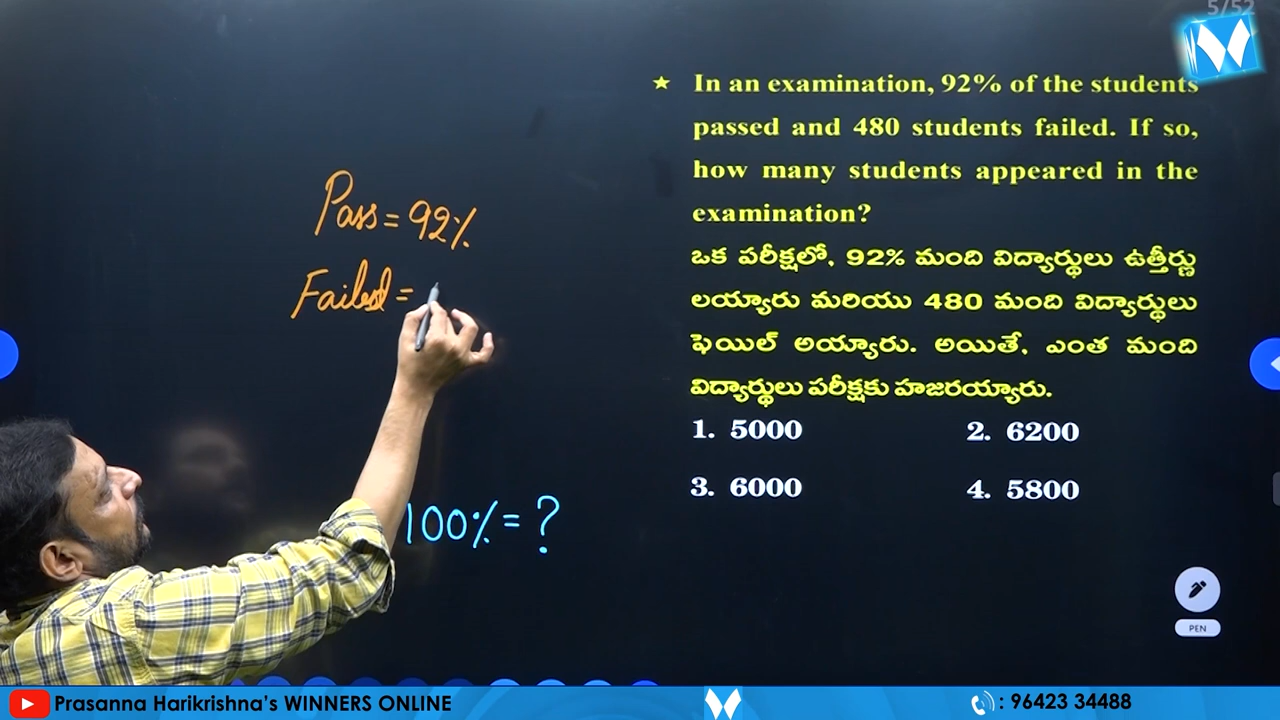 5/52
★ In an examination, 92% of the students
passed and 480 students failed. If so,
how many students appeared in the
examination?
ఒక పరీక్షలో, 92% మంది విద్యార్థులు ఉత్తీర్ణు
లయ్యారు మరియు 480 మంది విద్యార్థులు
ఫెయిల్ అయ్యారు. అయితే, ఎంత మంది
విద్యార్థులు పరీక్షకు హజరయ్యారు.
1. 5000 2. 6200
3. 6000 4. 5800
Pass = 92%
Failed =
100% = ?
PEN
Prasanna Harikrishna's WINNERS ONLINE
: 96423 34488